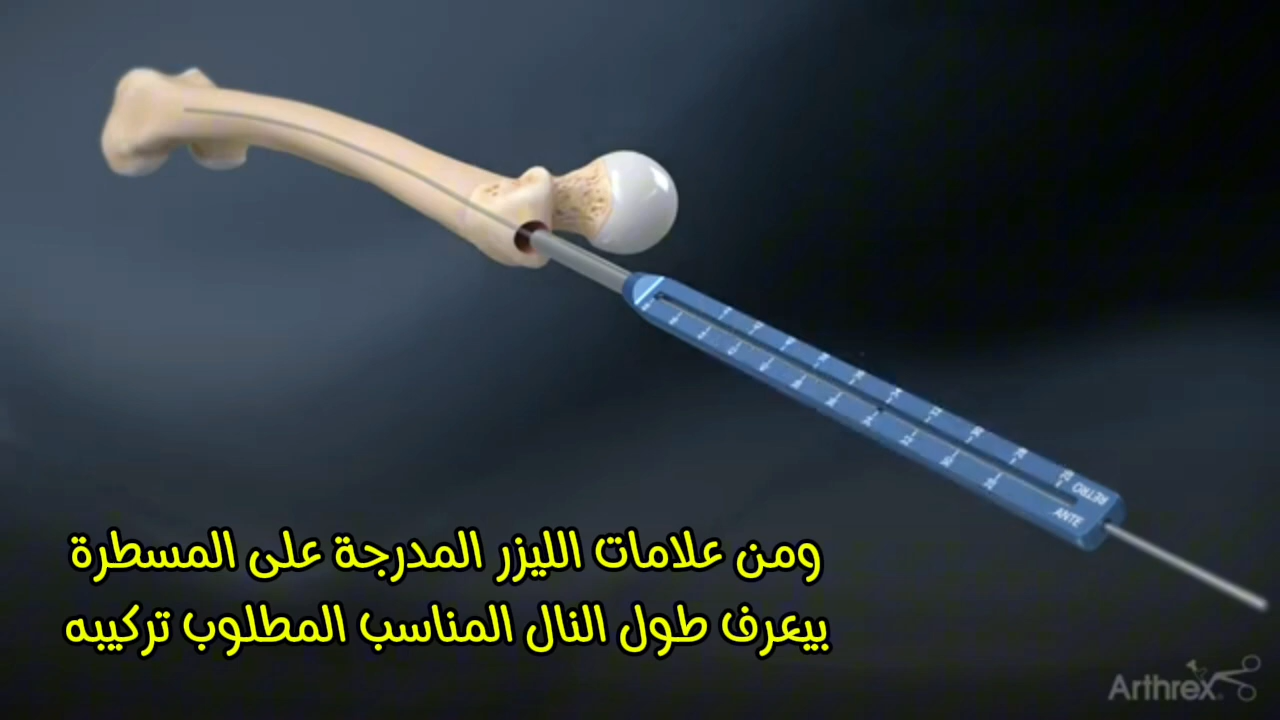 RETRO
ANTE
ومن علامات الليزر المدرجة على المسطرة
بيعرف طول النال المناسب المطلوب تركيبه
Arthrex